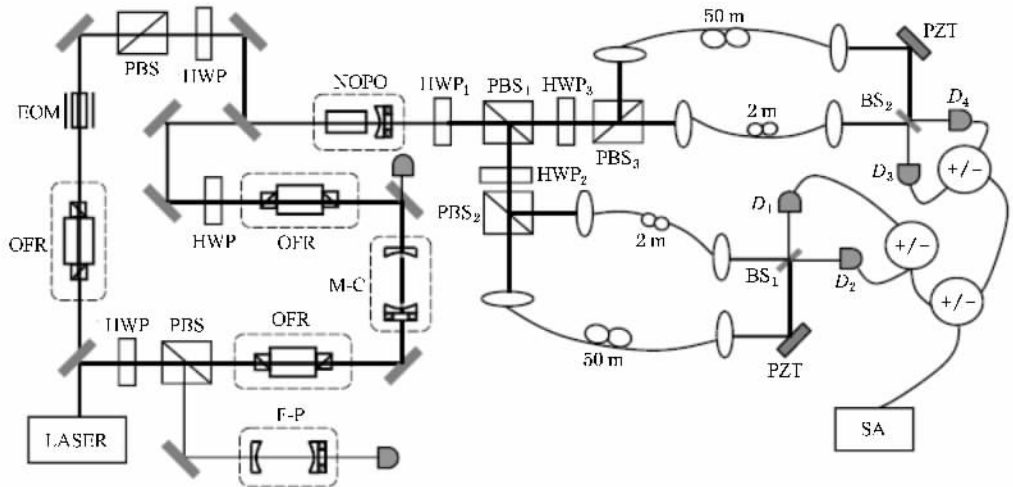 50 m
PZT
PBS
HWP
NOPO
HWP₁
PBS₁
HWP₃
EOM
2 m
BS₂
D₄
PBS₃
D₃
+/−
HWP₂
PBS₂
D₁
OFR
HWP
OFR
2 m
+/−
M-C
BS₁
D₂
HWP
PBS
OFR
+/−
50 m
PZT
F-P
LASER
SA